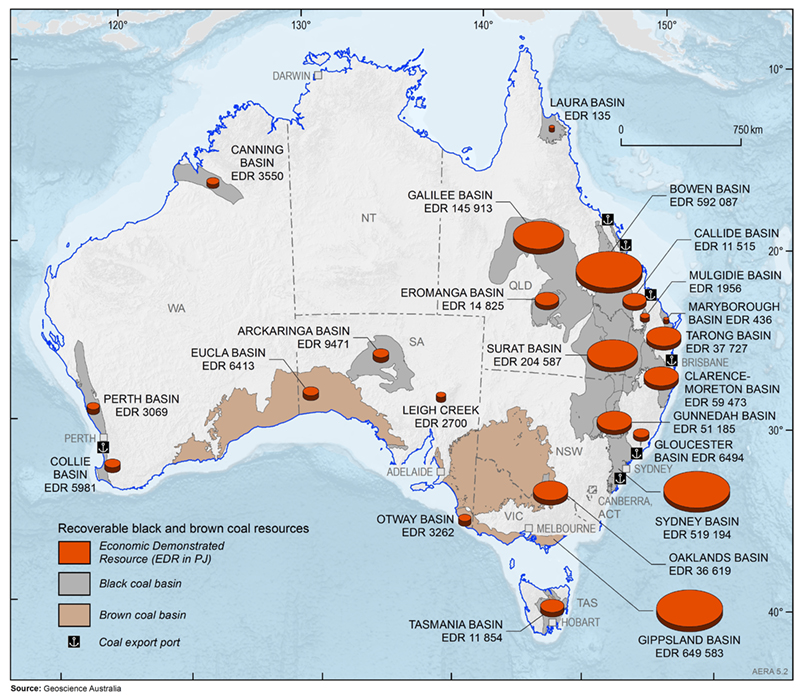 120°
130°
140°
150°
10°
20°
30°
40°
DARWIN
LAURA BASIN
EDR 135
0
750 km
CANNING
BASIN
EDR 3550
GALILEE BASIN
EDR 145 913
BOWEN BASIN
EDR 592 087
NT
CALLIDE BASIN
EDR 11 515
QLD
MULGIDIE BASIN
EDR 1956
EROMANGA BASIN
EDR 14 825
WA
MARYBOROUGH
BASIN EDR 436
ARCKARINGA BASIN
EDR 9471
SA
TARONG BASIN
EDR 37 727
SURAT BASIN
EDR 204 587
BRISBANE
EUCLA BASIN
EDR 6413
CLARENCE-
MORETON BASIN
EDR 59 473
PERTH BASIN
EDR 3069
LEIGH CREEK
EDR 2700
GUNNEDAH BASIN
EDR 51 185
PERTH
NSW
GLOUCESTER
BASIN EDR 6494
COLLIE
BASIN
EDR 5981
ADELAIDE
SYDNEY
CANBERRA,
ACT
SYDNEY BASIN
EDR 519 194
OTWAY BASIN
EDR 3262
VIC
MELBOURNE
OAKLANDS BASIN
EDR 36 619
TAS
HOBART
TASMANIA BASIN
EDR 11 854
GIPPSLAND BASIN
EDR 649 583
Recoverable black and brown coal resources
Economic Demonstrated
Resource (EDR in PJ)
Black coal basin
Brown coal basin
Coal export port
120°
130°
140°
150°
AERA 5.2
Source: Geoscience Australia